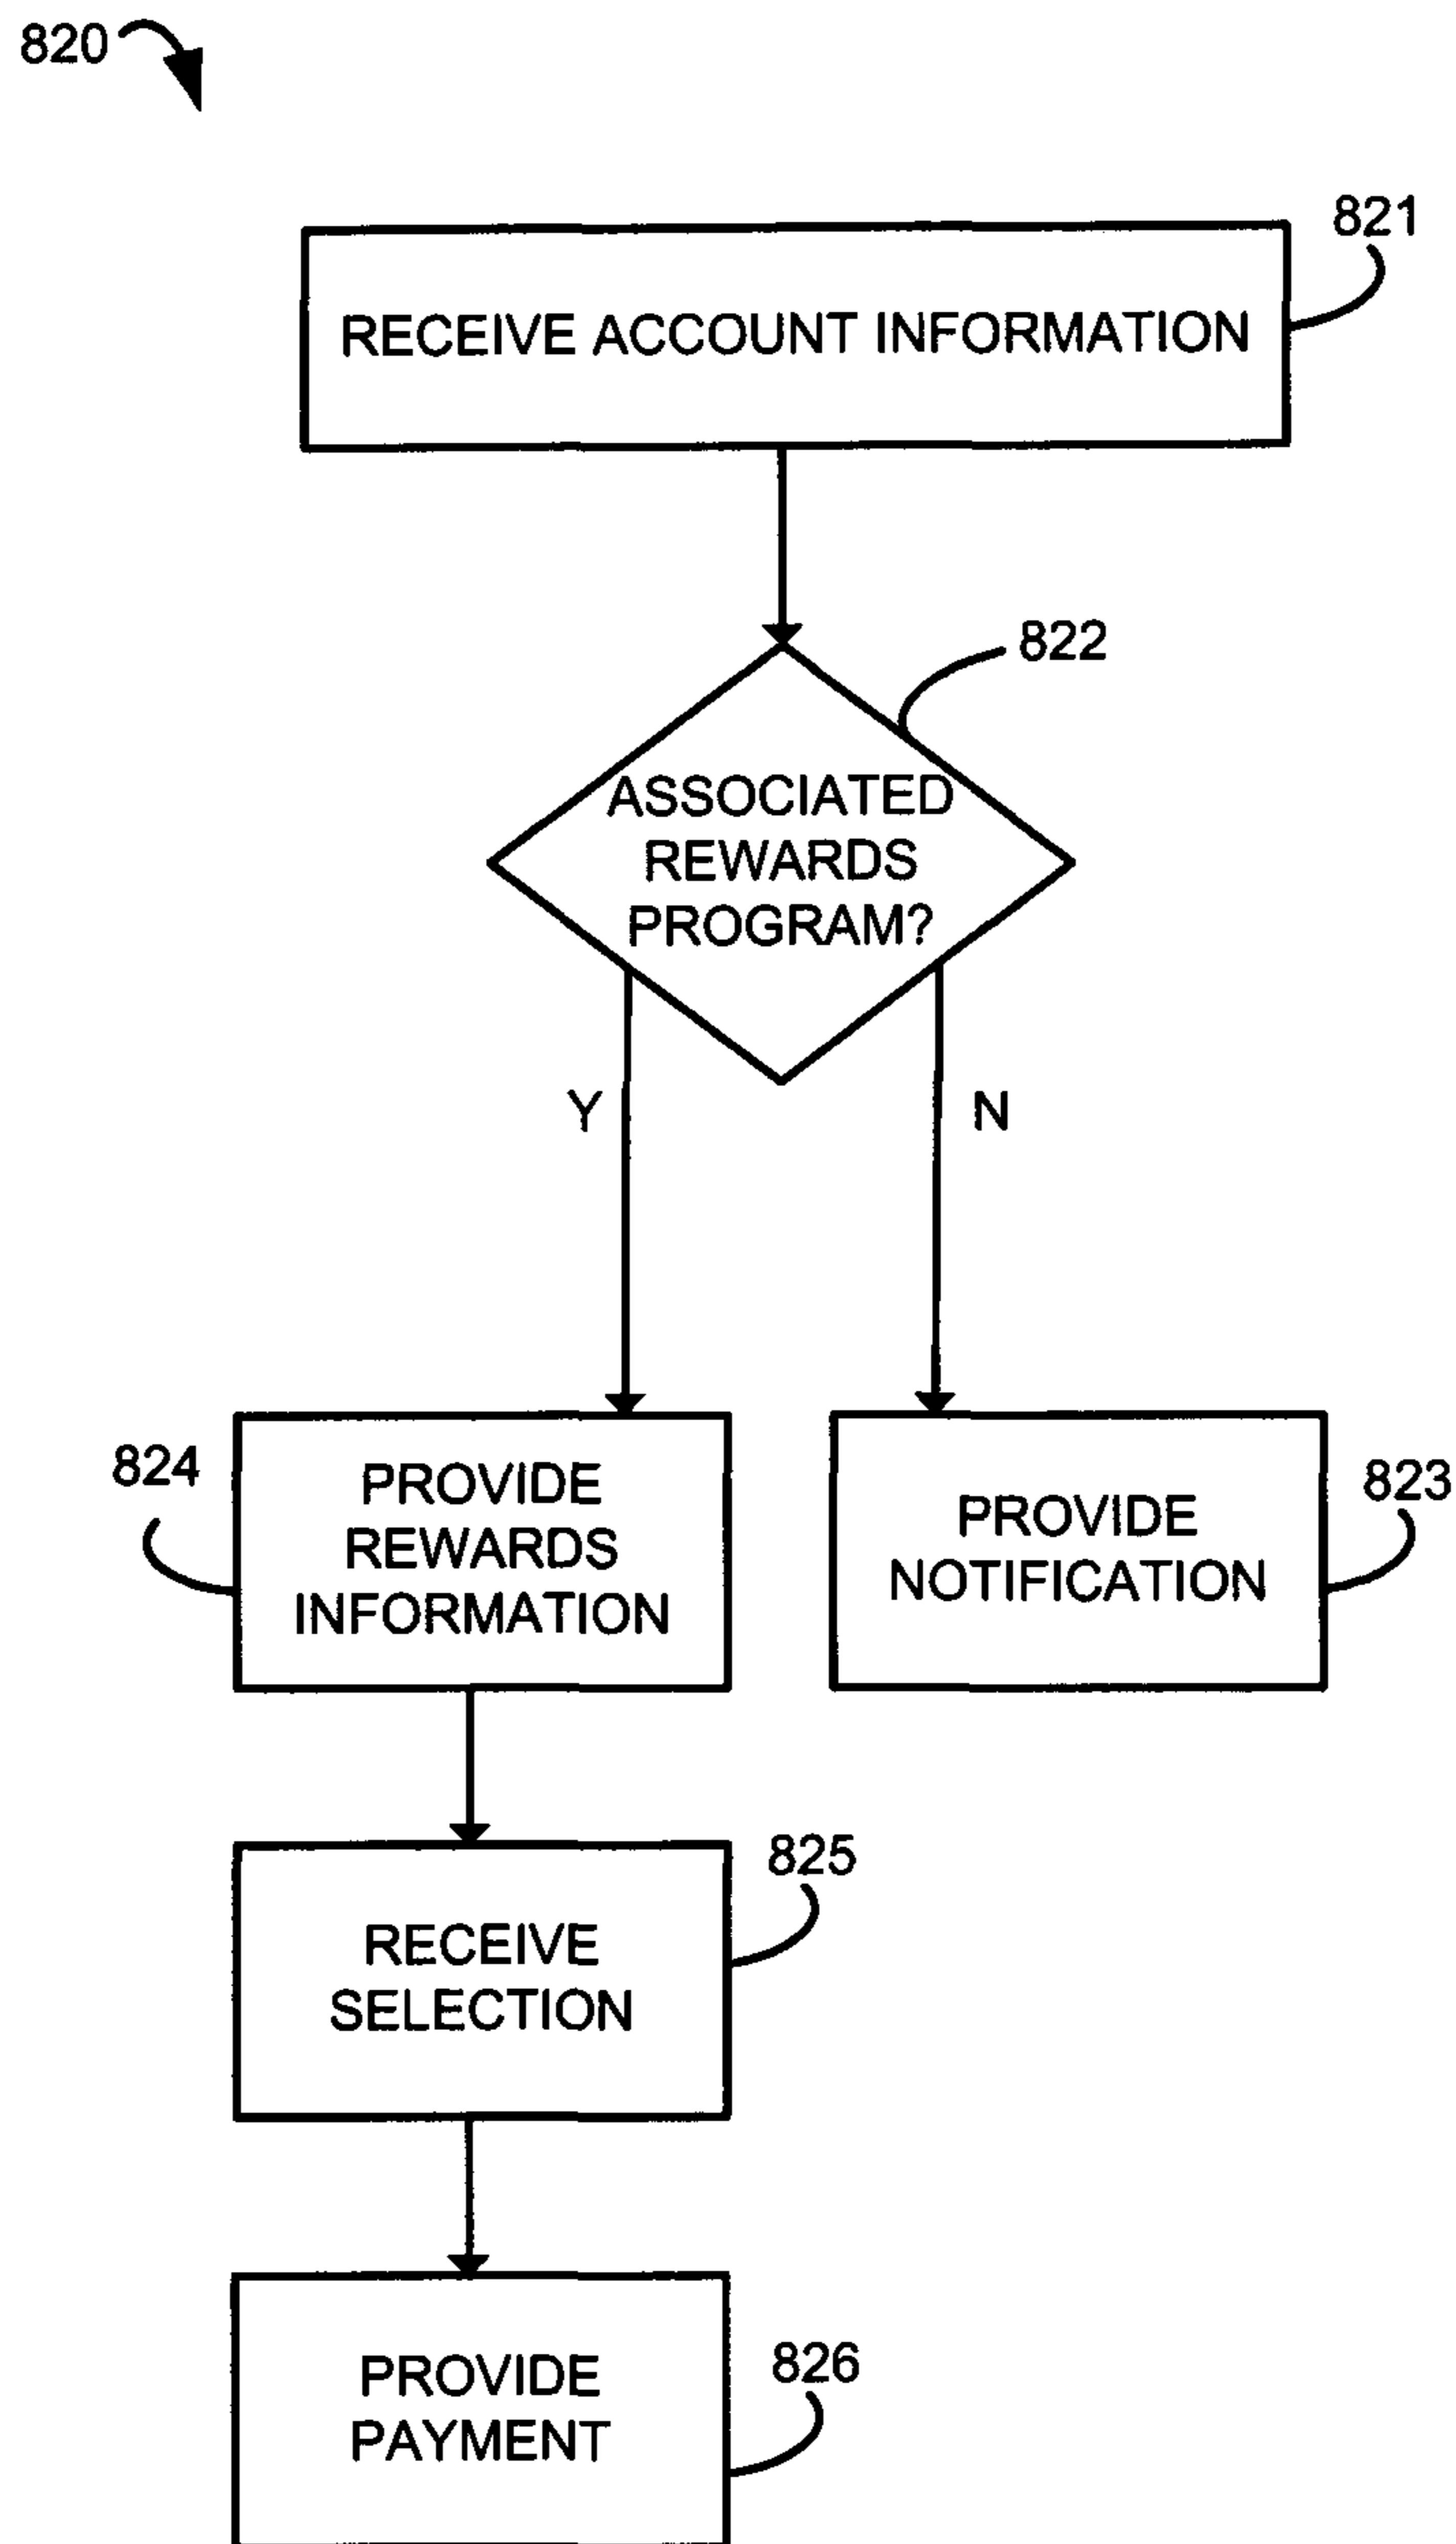 820
821
RECEIVE ACCOUNT INFORMATION
822
ASSOCIATED
REWARDS
PROGRAM?
Y
N
824
PROVIDE
REWARDS
INFORMATION
823
PROVIDE
NOTIFICATION
825
RECEIVE
SELECTION
826
PROVIDE
PAYMENT